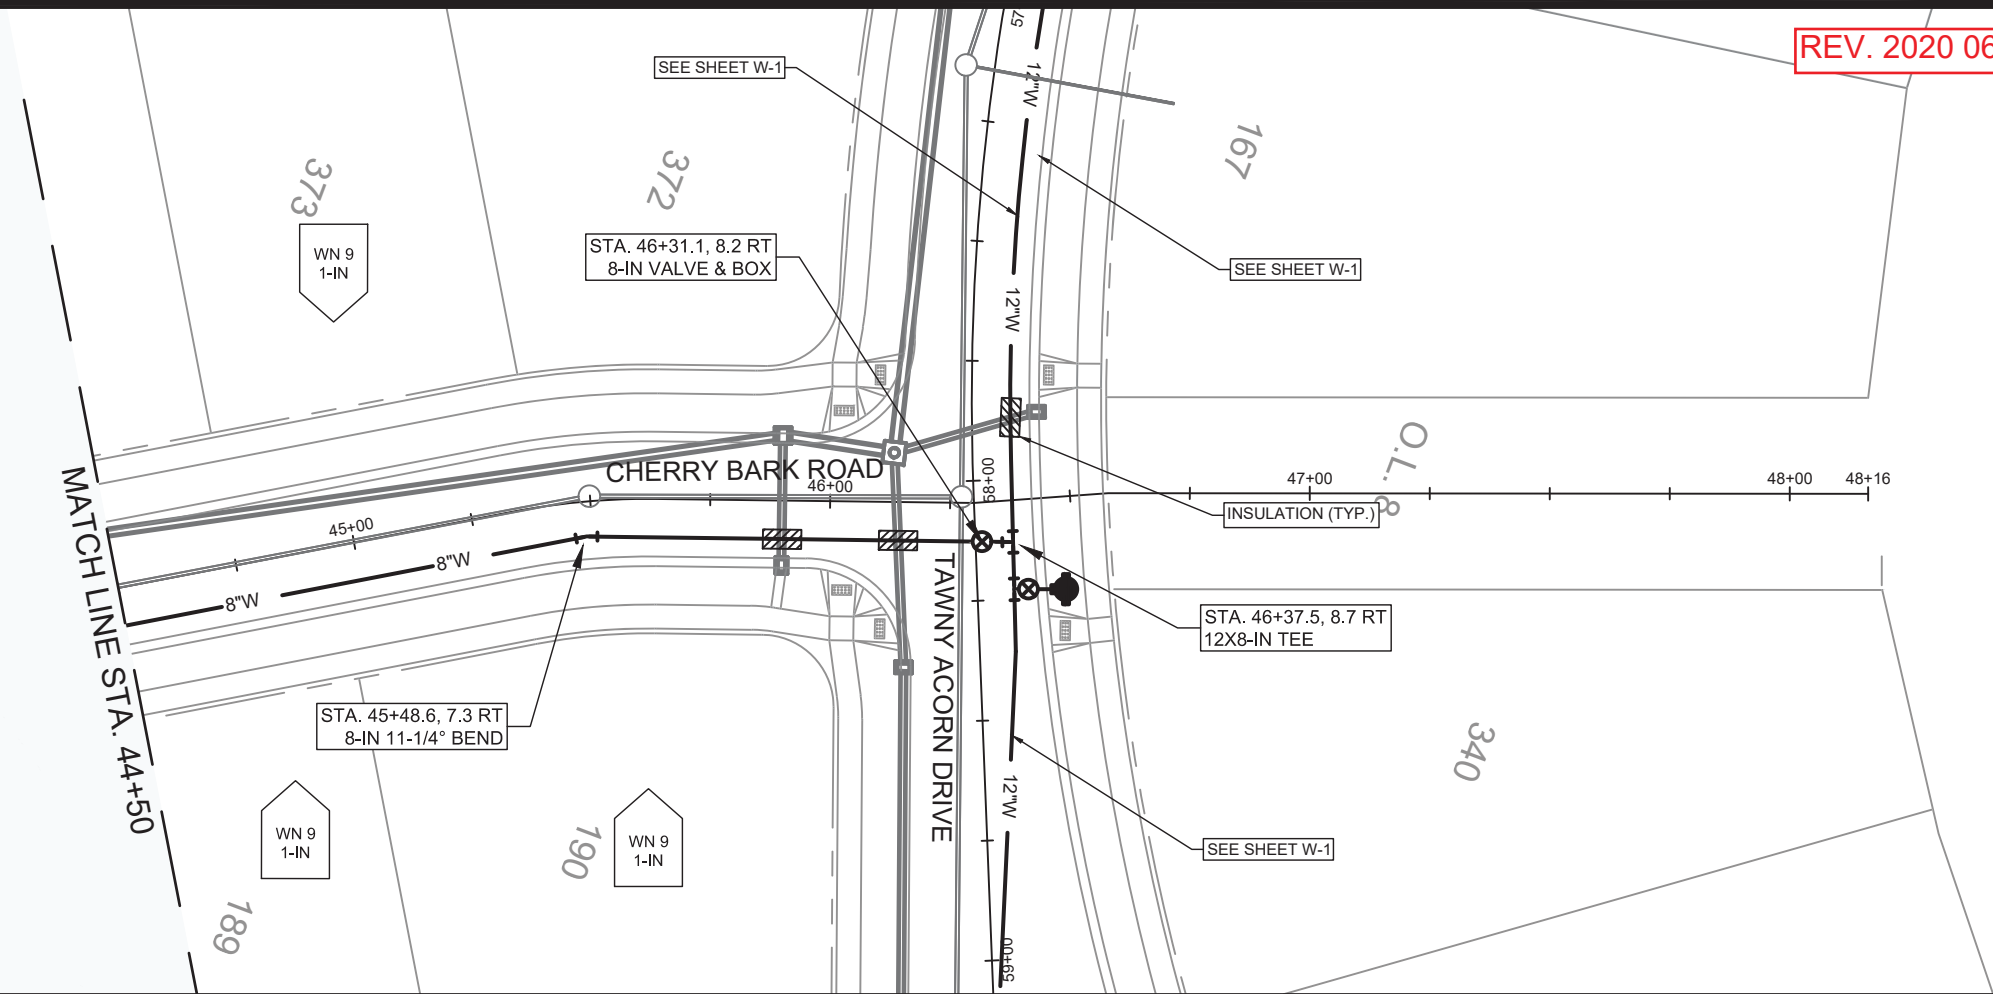 57
REV. 2020 06
SEE SHEET W-1
12"W
167
373
372
WN 9
1-IN
STA. 46+31.1, 8.2 RT
8-IN VALVE & BOX
SEE SHEET W-1
12"W
O.L. 8
CHERRY BARK ROAD
46+00
58+00
47+00
48+00
48+16
INSULATION (TYP.)
45+00
MATCH LINE STA. 44+50
8"W
8"W
TAWNY ACORN DRIVE
STA. 46+37.5, 8.7 RT
12X8-IN TEE
STA. 45+48.6, 7.3 RT
8-IN 11-1/4° BEND
340
12"W
WN 9
1-IN
190
WN 9
1-IN
SEE SHEET W-1
189
59+00